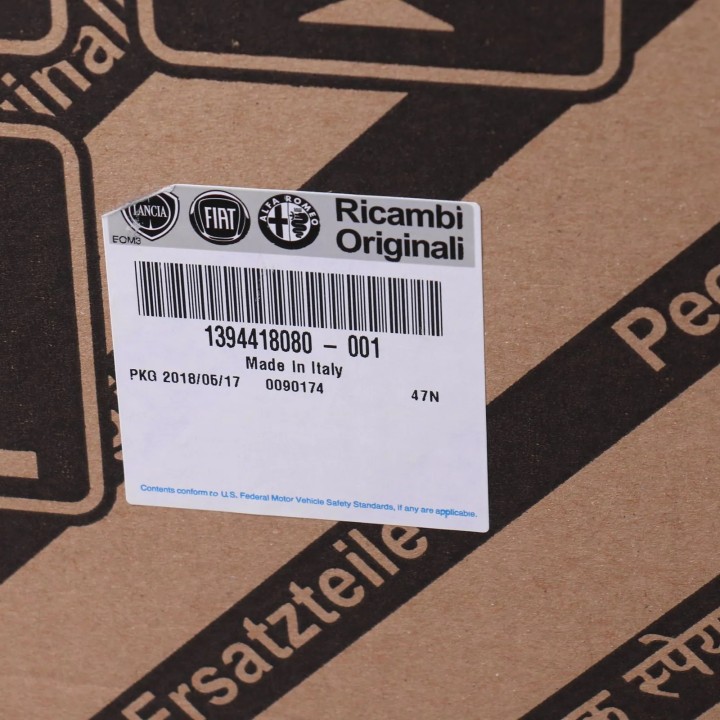 inal
LANCIA
FIAT
ALFA ROMEO
Ricambi
Originali
EOM3
1394418080 - 001
Made In Italy
PKG 2018/05/17 0090174 47N
Contents conform to U.S. Federal Motor Vehicle Safety Standards, if any are applicable.
Ersatzteile